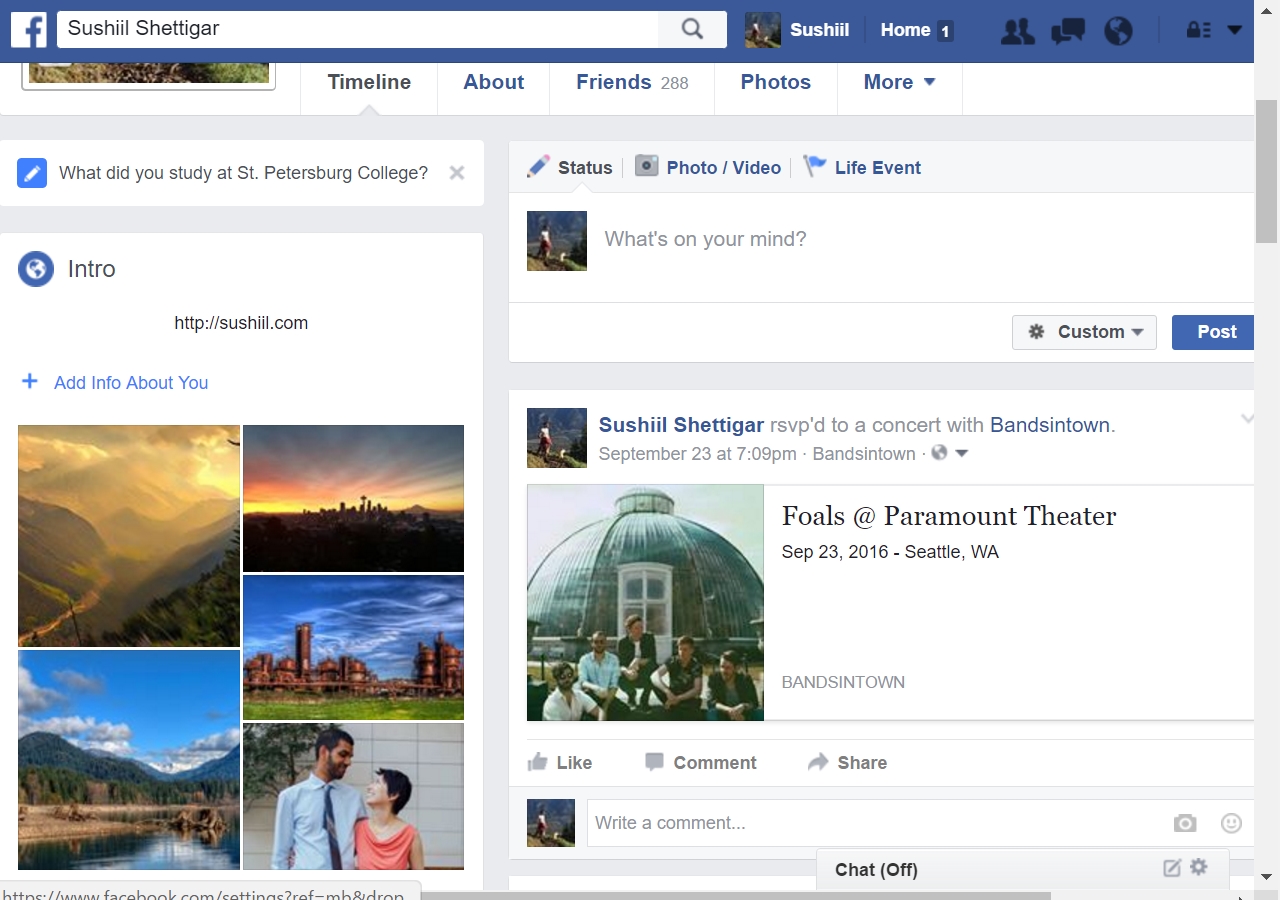 f
Sushiil Shettigar
Sushiil
Home 1
Timeline
About
Friends 288
Photos
More
What did you study at St. Petersburg College?
Intro
http://sushiil.com
Add Info About You
Status
Photo / Video
Life Event
What's on your mind?
Custom
Post
Sushiil Shettigar rsvp'd to a concert with Bandsintown.
September 23 at 7:09pm · Bandsintown ·
Foals @ Paramount Theater
Sep 23, 2016 - Seattle, WA
BANDSINTOWN
Like
Comment
Share
Write a comment...
Chat (Off)
https://www.facebook.com/settings?ref=mb&drop